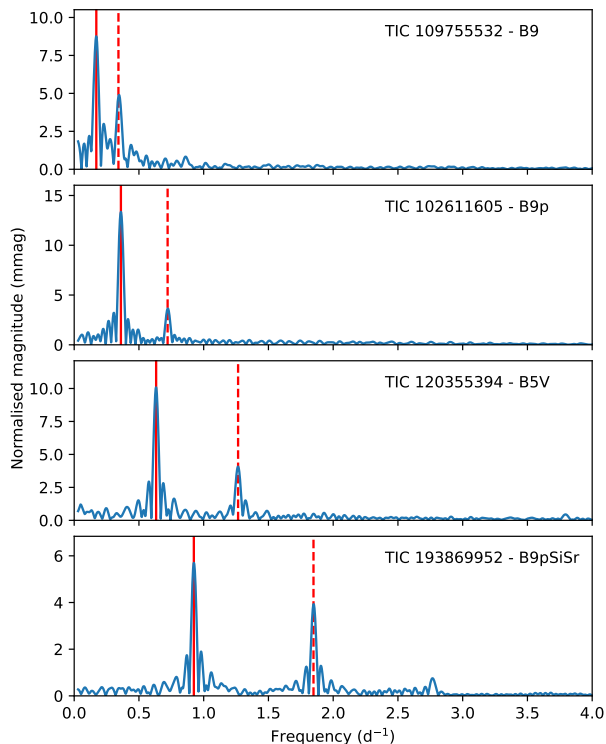 10.0
7.5
5.0
2.5
0.0
TIC 109755532 - B9
15
10
5
0
TIC 102611605 - B9p
10.0
7.5
5.0
2.5
0.0
TIC 120355394 - B5V
6
4
2
0
TIC 193869952 - B9pSiSr
0.0 0.5 1.0 1.5 2.0 2.5 3.0 3.5 4.0
Frequency (d⁻¹)
Normalised magnitude (mmag)